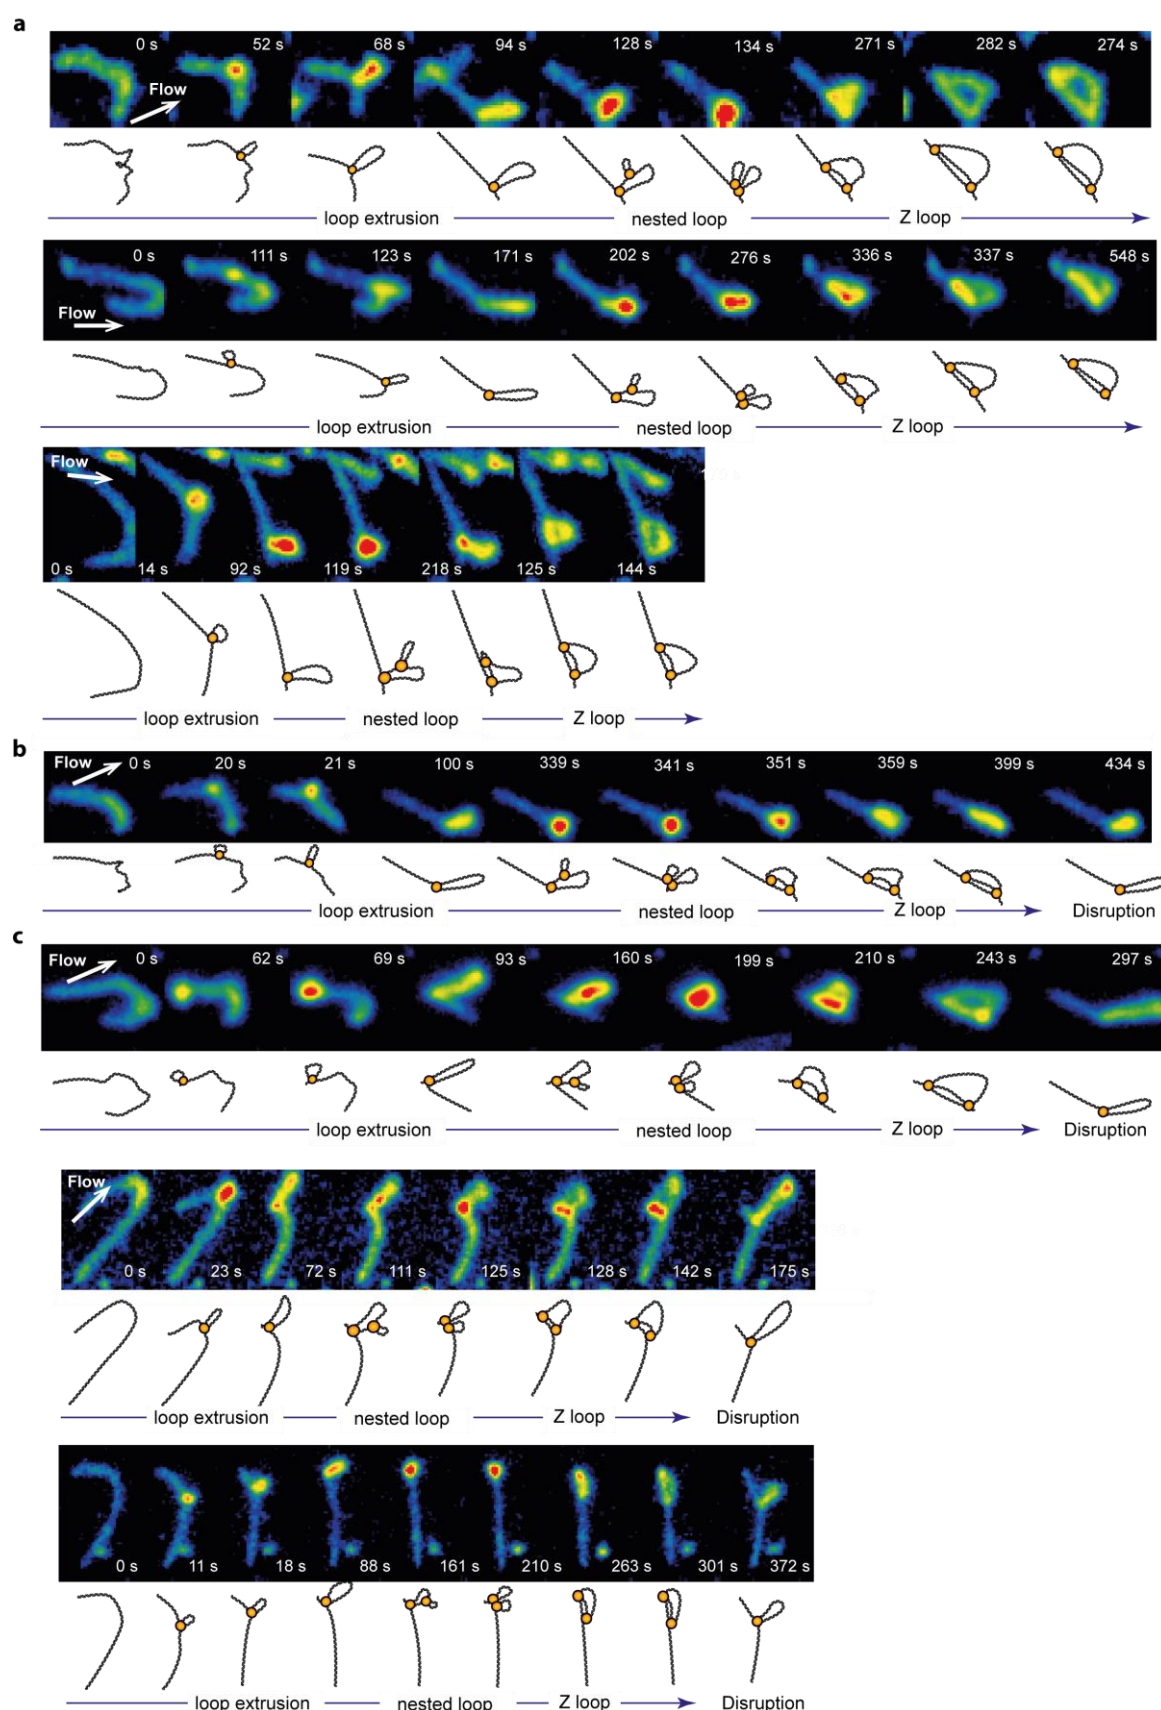 a
0 s 52 s 68 s 94 s 128 s 134 s 271 s 282 s 274 s
Flow
loop extrusion nested loop Z loop
0 s 111 s 123 s 171 s 202 s 276 s 336 s 337 s 548 s
Flow
loop extrusion nested loop Z loop
Flow
0 s 14 s 92 s 119 s 218 s 125 s 144 s
loop extrusion nested loop Z loop
b
Flow 0 s 20 s 21 s 100 s 339 s 341 s 351 s 359 s 399 s 434 s
loop extrusion nested loop Z loop Disruption
c
Flow 0 s 62 s 69 s 93 s 160 s 199 s 210 s 243 s 297 s
loop extrusion nested loop Z loop Disruption
Flow
0 s 23 s 72 s 111 s 125 s 128 s 142 s 175 s
loop extrusion nested loop Z loop Disruption
0 s 11 s 18 s 88 s 161 s 210 s 263 s 301 s 372 s
loop extrusion nested loop Z loop Disruption